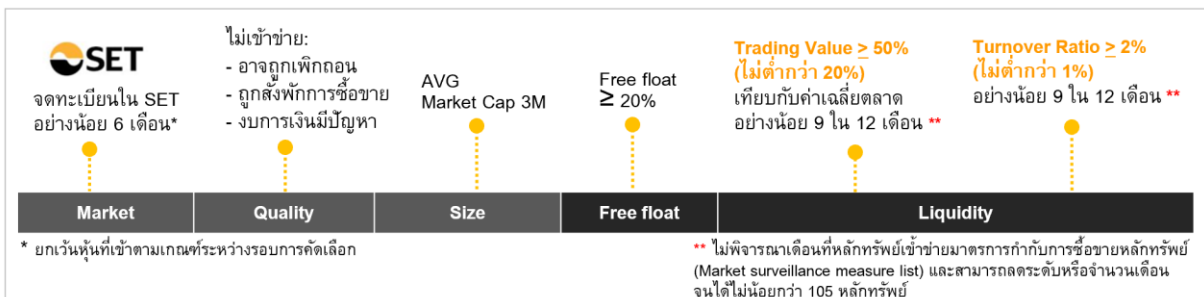 SET
จดทะเบียนใน SET
อย่างน้อย 6 เดือน*
ไม่เข้าข่าย:
- อาจถูกเพิกถอน
- ถูกสั่งพักการซื้อขาย
- งบการเงินมีปัญหา
AVG
Market Cap 3M
Free float
≥ 20%
Trading Value ≥ 50%
(ไม่ต่ำกว่า 20%)
เทียบกับค่าเฉลี่ยตลาด
อย่างน้อย 9 ใน 12 เดือน **
Turnover Ratio ≥ 2%
(ไม่ต่ำกว่า 1%)
อย่างน้อย 9 ใน 12 เดือน **
Market
Quality
Size
Free float
Liquidity
* ยกเว้นหุ้นที่เข้าตามเกณฑ์ระหว่างรอบการคัดเลือก
** ไม่พิจารณาเดือนที่หลักทรัพย์เข้าข่ายมาตรการกำกับการซื้อขายหลักทรัพย์
(Market surveillance measure list) และสามารถลดระดับหรือจำนวนเดือน
จนได้ไม่น้อยกว่า 105 หลักทรัพย์